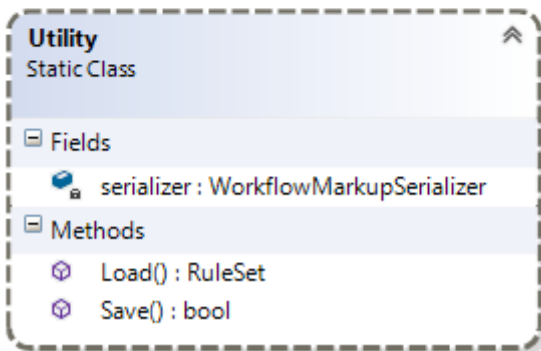 Utility
Static Class
Fields
serializer : WorkflowMarkupSerializer
Methods
Load() : RuleSet
Save() : bool